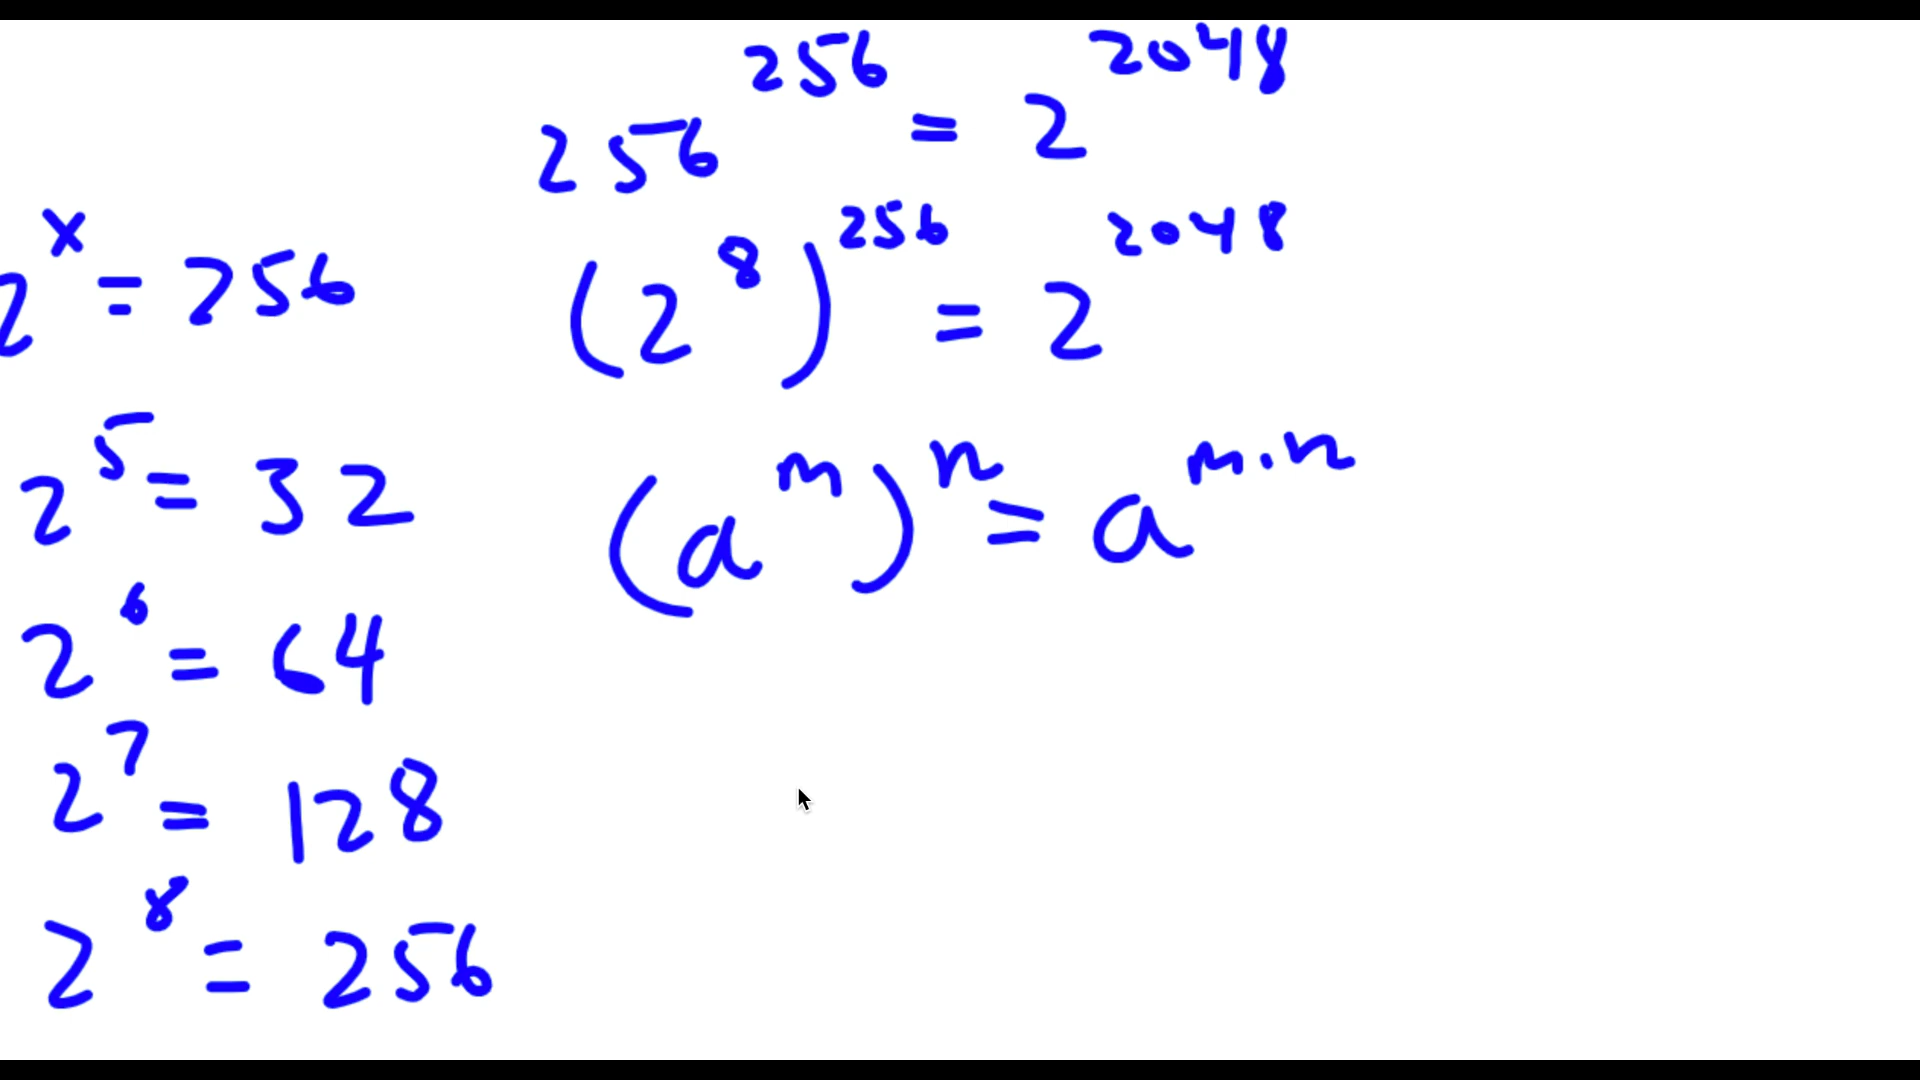 256^256 = 2^2048
2^x = 256
(2^8)^256 = 2^2048
2^5 = 32
(a^m)^n = a^m·n
2^6 = 64
2^7 = 128
2^8 = 256